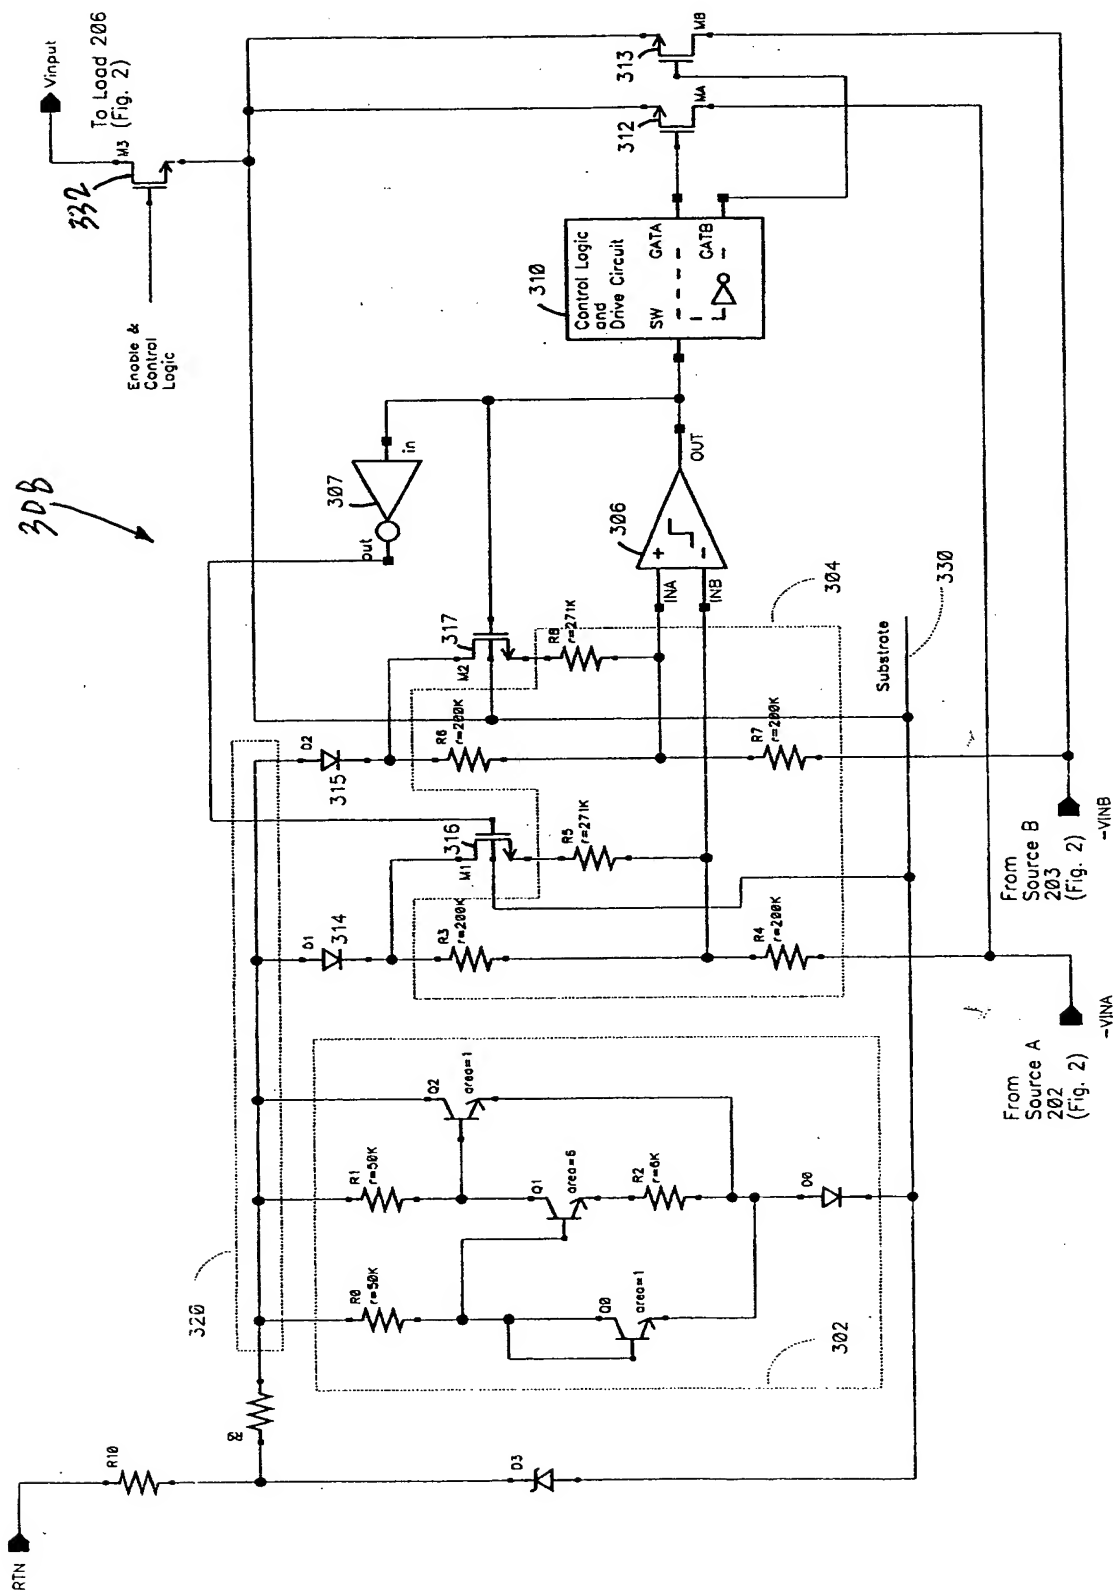 308
Vinput
To Load 206
(Fig. 2)
M3
332
Enable &
Control
Logic
313
MB
312
MA
310
Control Logic
and
Drive Circuit
SW
GATA
GATB
in
307
out
OUT
306
+
-
INA
INB
304
330
Substrate
317
M2
R8
r=271K
R6
r=200K
R7
r=200K
D2
315
316
M1
R5
r=271K
D1
314
R3
r=200K
R4
r=200K
From
Source B
203
(Fig. 2)
-VINB
From
Source A
202
(Fig. 2)
-VINA
320
Q2
area=1
R1
r=50K
Q1
area=6
R2
r=6K
D0
R0
r=50K
Q0
area=1
302
D3
R10
RTN